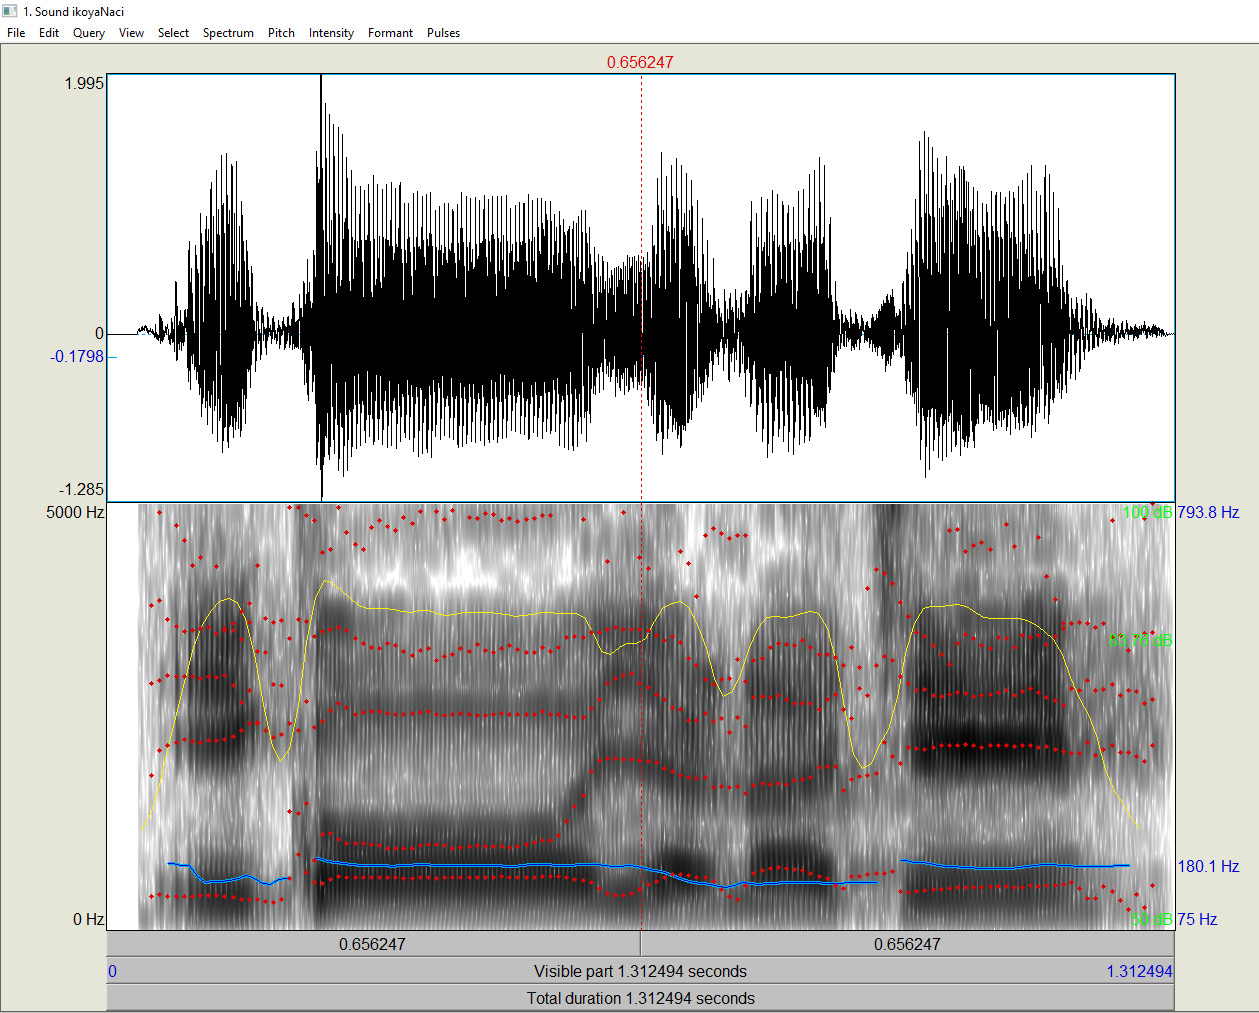 1. Sound ikoyaNaci
File Edit Query View Select Spectrum Pitch Intensity Formant Pulses
0.656247
1.995
0
-0.1798
-1.285
5000 Hz
100 dB 793.8 Hz
180.1 Hz
0 Hz
50 dB 75 Hz
0.656247 0.656247
0 Visible part 1.312494 seconds 1.312494
Total duration 1.312494 seconds